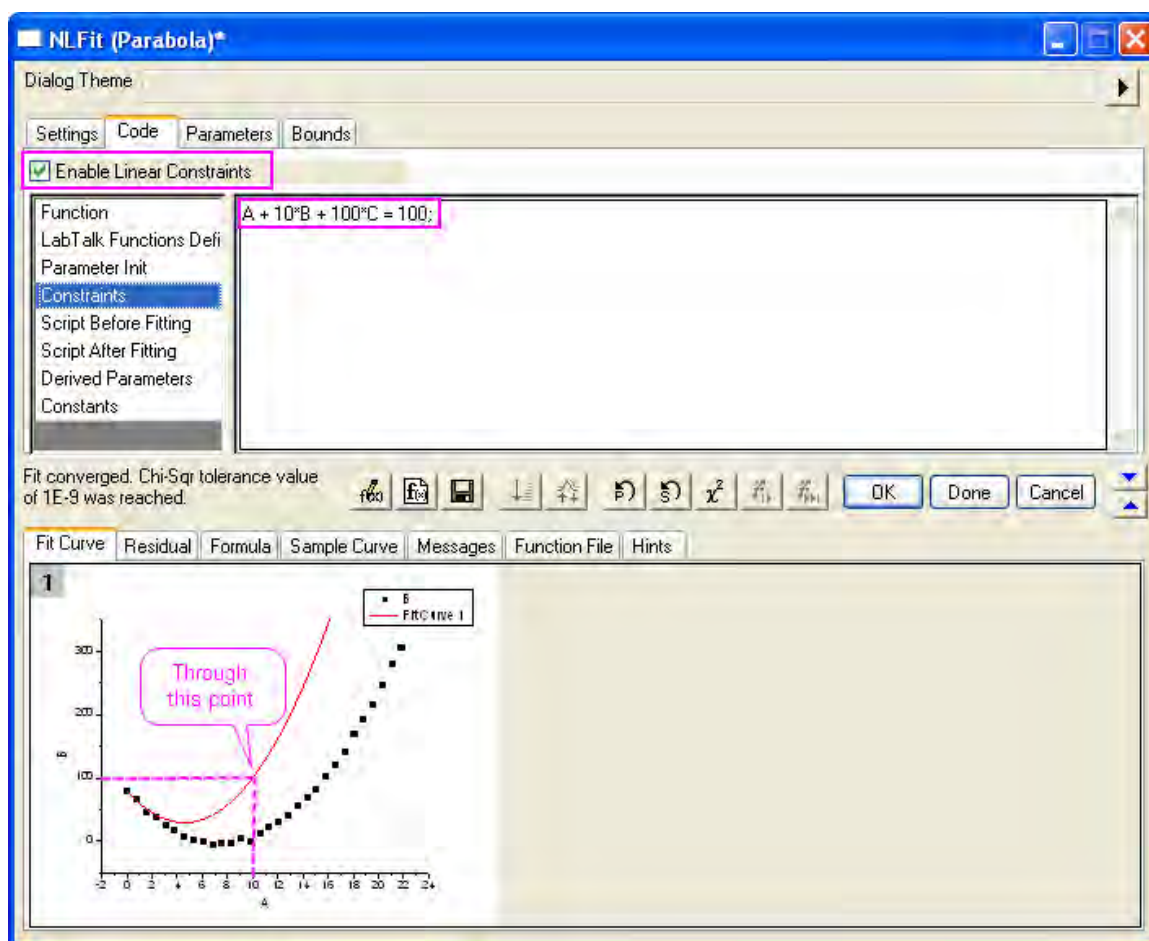 NLFit (Parabola)*
Dialog Theme
Settings Code Parameters Bounds
Enable Linear Constraints
Function
LabTalk Functions Defi
Parameter Init
Constraints
Script Before Fitting
Script After Fitting
Derived Parameters
Constants
A + 10*B + 100*C = 100;
Fit converged. Chi-Sqr tolerance value
of 1E-9 was reached.
OK Done Cancel
Fit Curve Residual Formula Sample Curve Messages Function File Hints
1
B
Fit Curve 1
Through
this point
300
200
B
100
0
-2 0 2 4 6 8 10 12 14 16 18 20 22 24
A